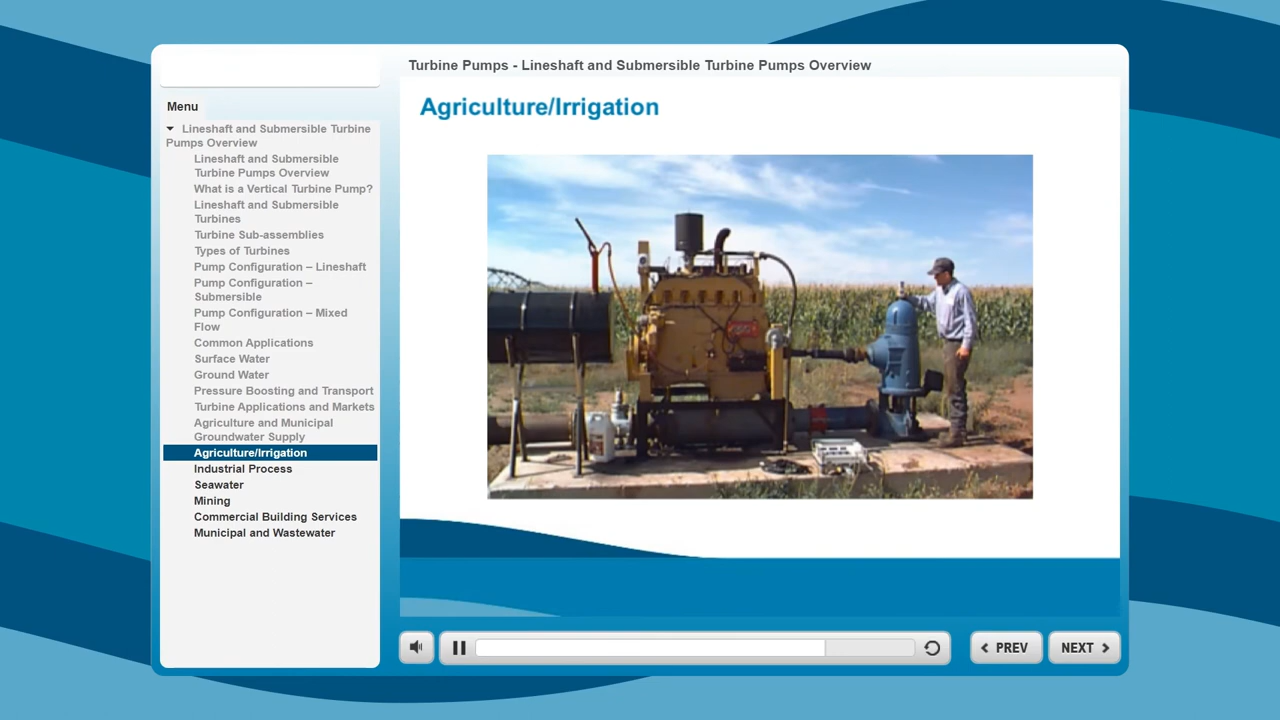 Turbine Pumps - Lineshaft and Submersible Turbine Pumps Overview
Menu
Lineshaft and Submersible Turbine
Pumps Overview
Lineshaft and Submersible
Turbine Pumps Overview
What is a Vertical Turbine Pump?
Lineshaft and Submersible
Turbines
Turbine Sub-assemblies
Types of Turbines
Pump Configuration – Lineshaft
Pump Configuration –
Submersible
Pump Configuration – Mixed
Flow
Common Applications
Surface Water
Ground Water
Pressure Boosting and Transport
Turbine Applications and Markets
Agriculture and Municipal
Groundwater Supply
Agriculture/Irrigation
Industrial Process
Seawater
Mining
Commercial Building Services
Municipal and Wastewater
Agriculture/Irrigation
PREV
NEXT